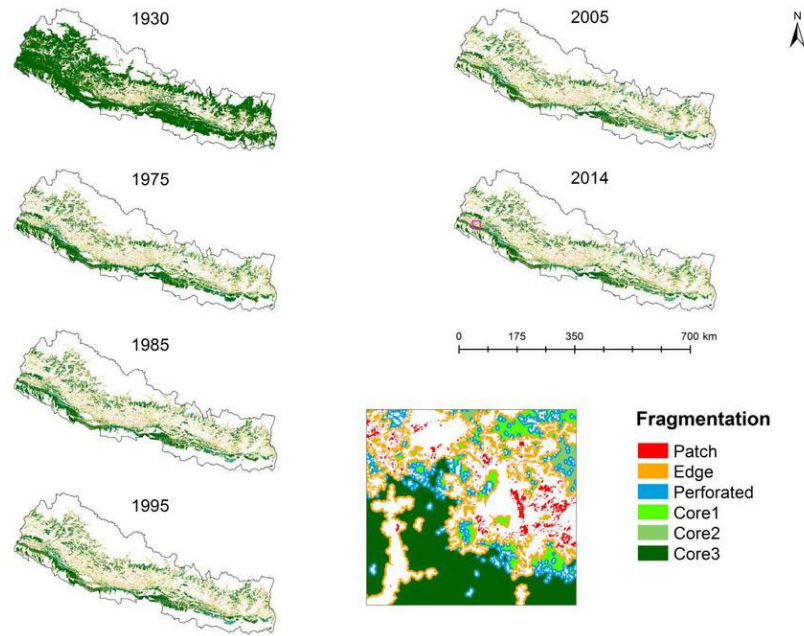 1930
2005
N
1975
2014
0 175 350 700 km
1985
1995
Fragmentation
Patch
Edge
Perforated
Core1
Core2
Core3